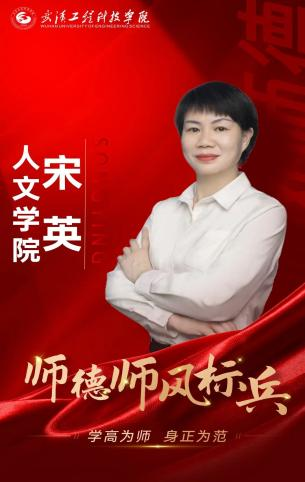 武汉工程科技学院
WUHAN UNIVERSITY OF ENGINEERING SCIENCE
宋英
人文学院
SONG YING
师德师风标兵
学高为师 身正为范